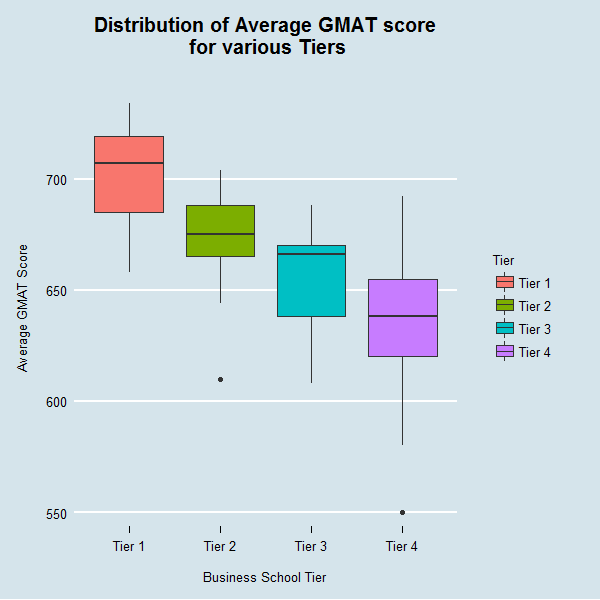 Distribution of Average GMAT score
for various Tiers
Average GMAT Score
700
650
600
550
Tier 1
Tier 2
Tier 3
Tier 4
Business School Tier
Tier
Tier 1
Tier 2
Tier 3
Tier 4